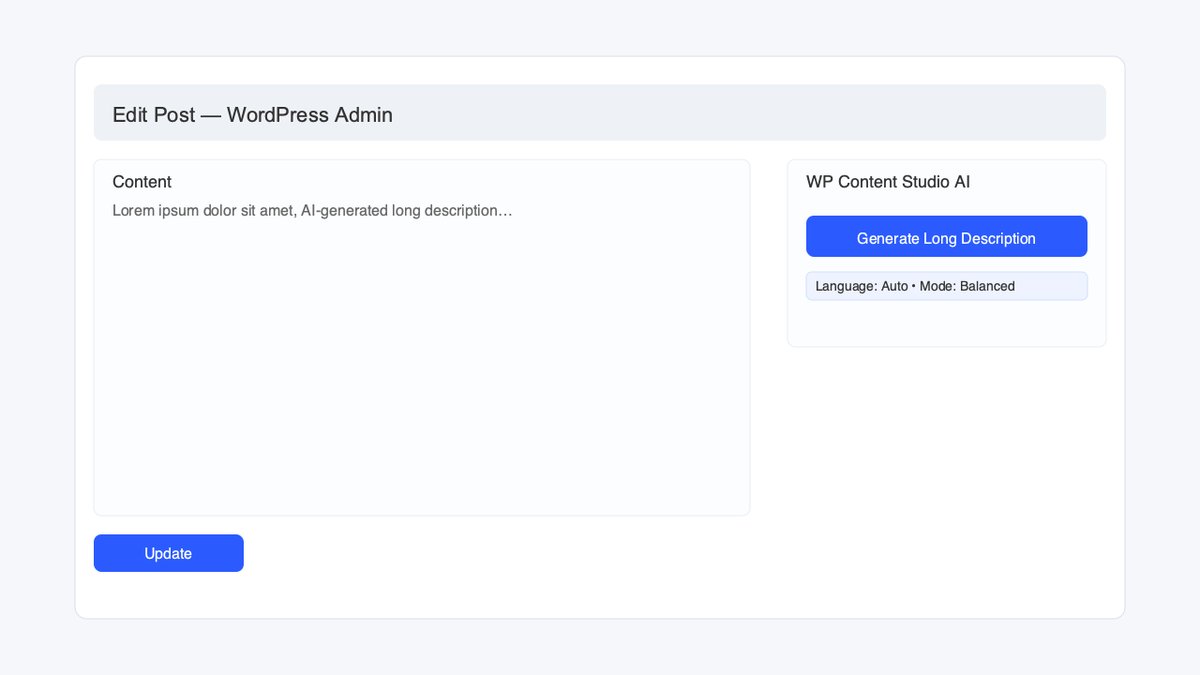 Edit Post — WordPress Admin
Content
Lorem ipsum dolor sit amet, AI-generated long description…
Update
WP Content Studio AI
Generate Long Description
Language: Auto • Mode: Balanced